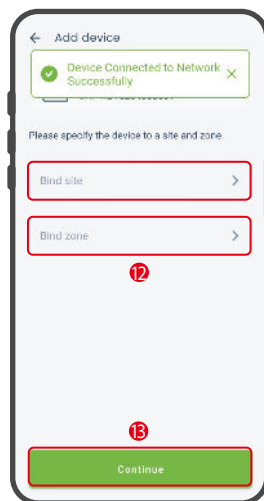 Add device
Device Connected to Network
Successfully
Please specify the device to a site and zone.
Bind site
Bind zone
12
13
Continue